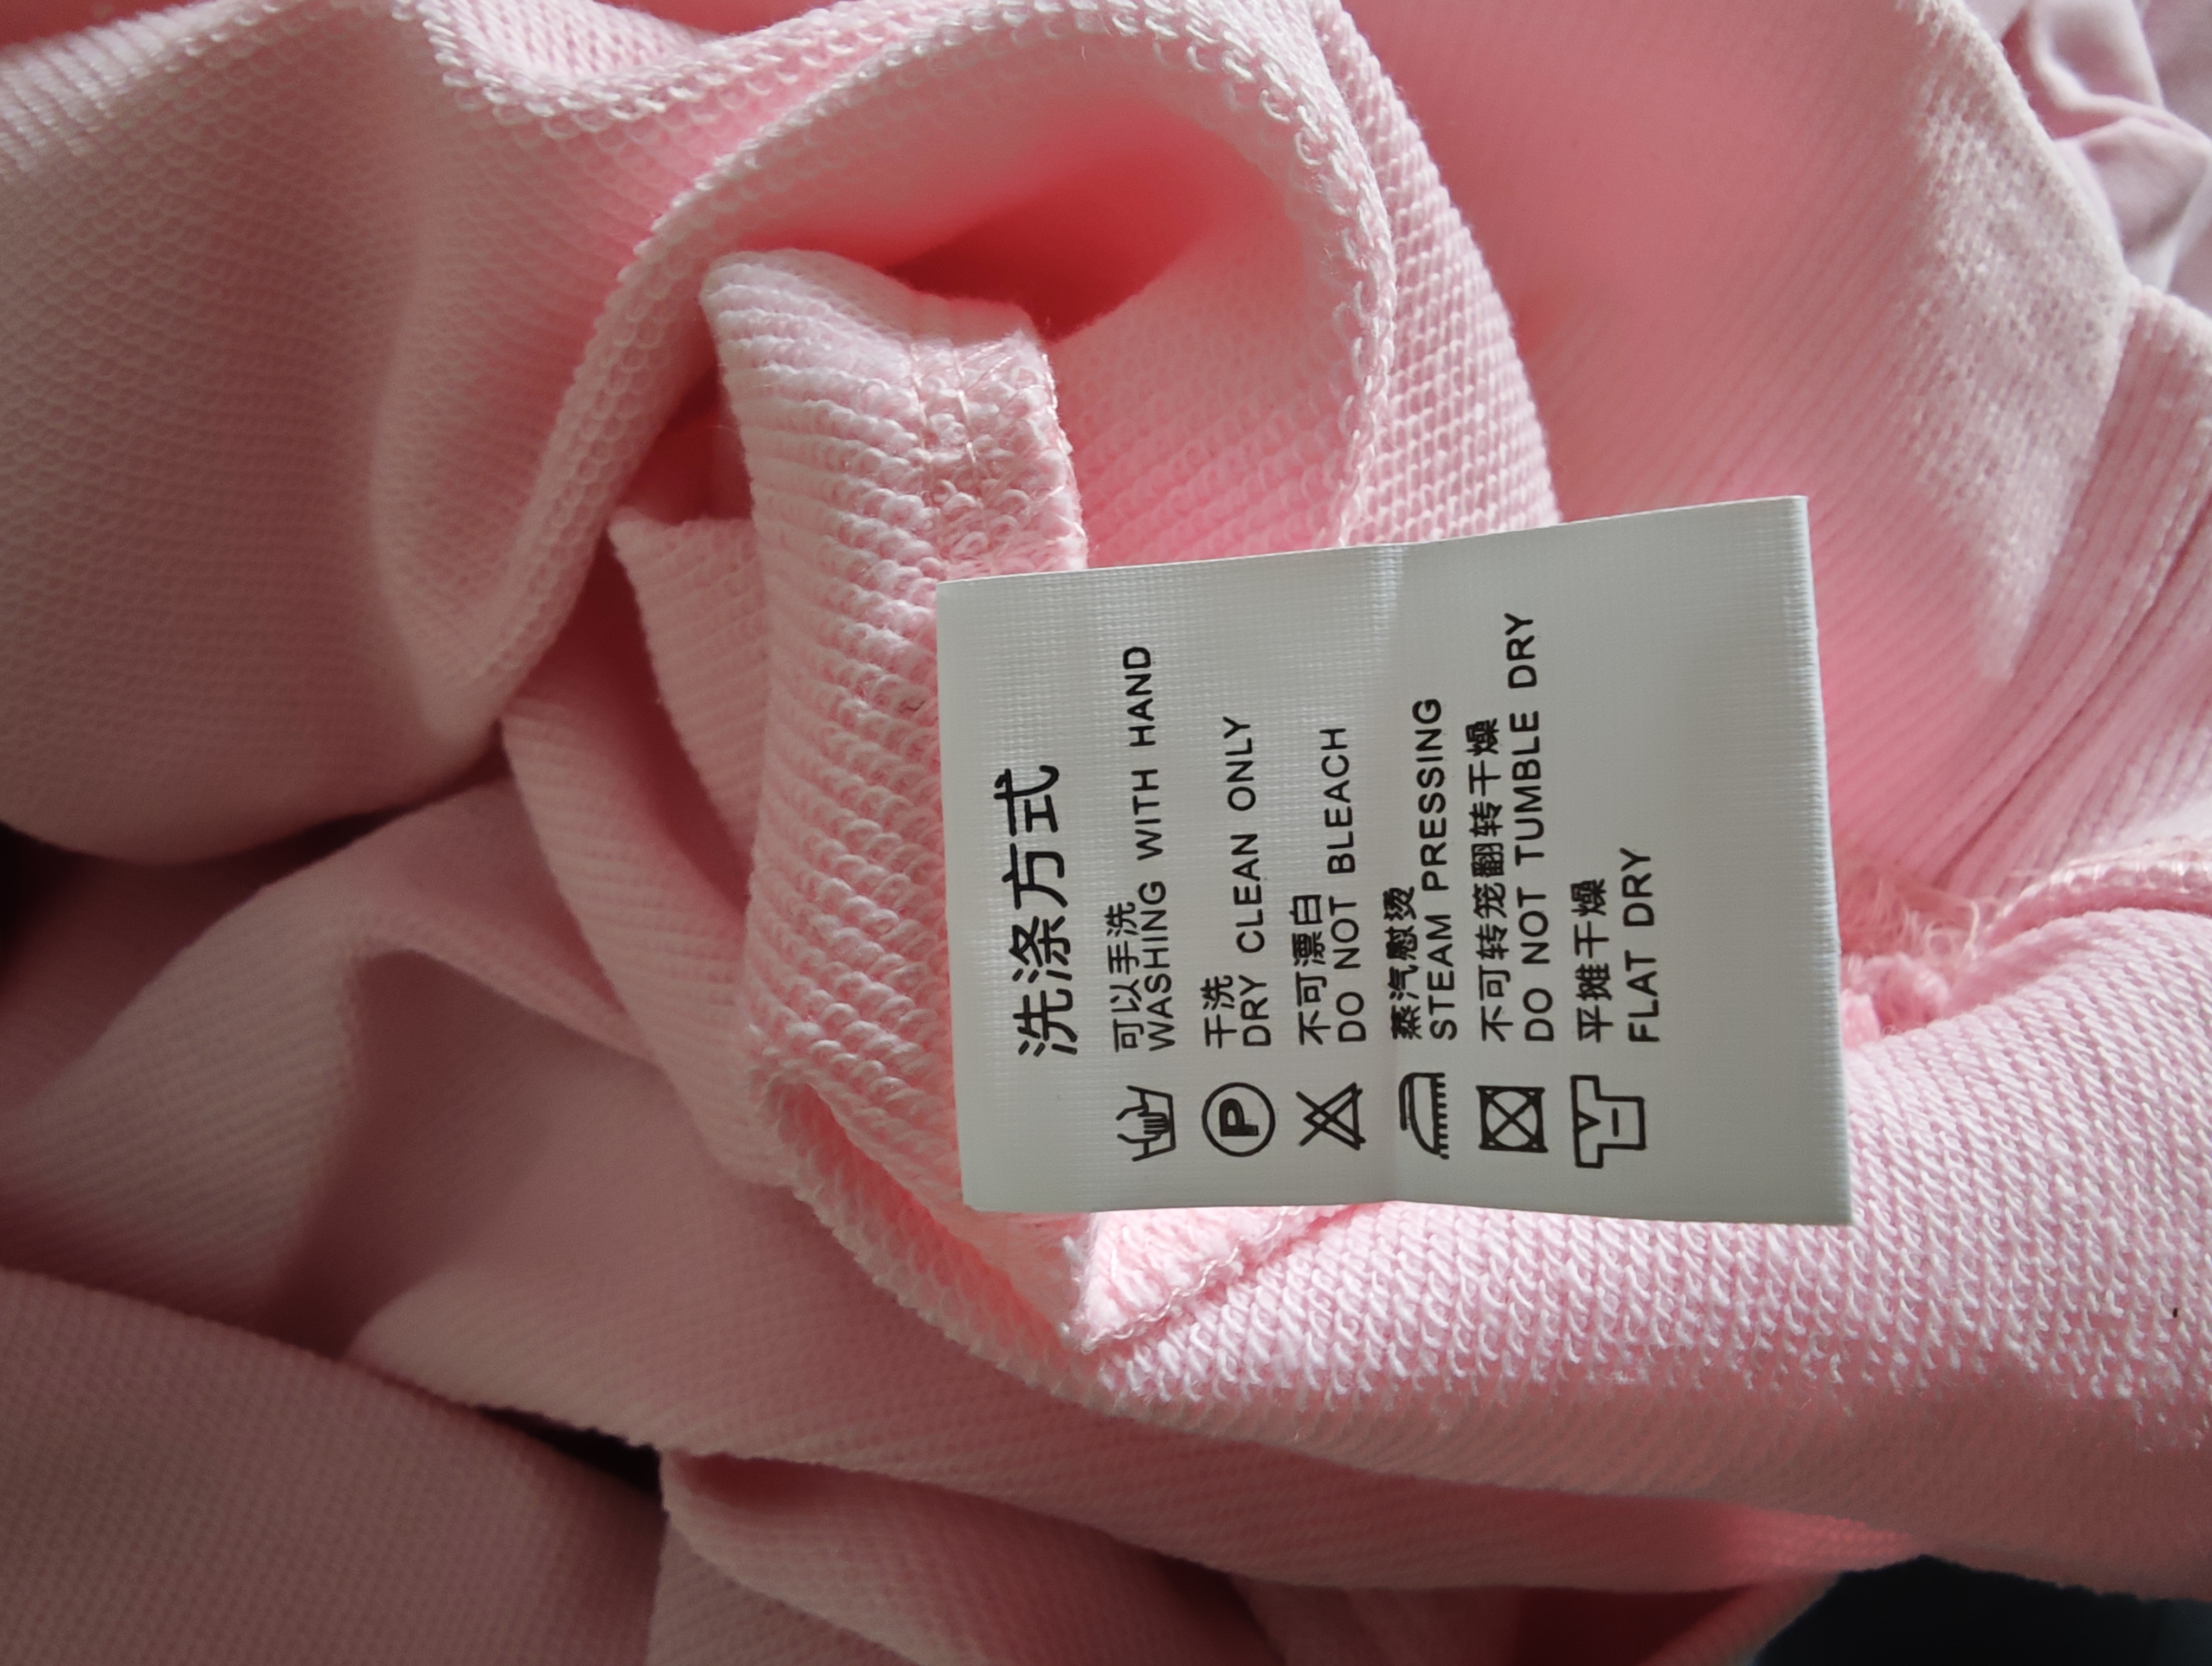 洗涤方式
可以手洗
WASHING WITH HAND
P
干洗
DRY CLEAN ONLY
不可漂白
DO NOT BLEACH
蒸汽慰烫
STEAM PRESSING
不可转笼翻转干燥
DO NOT TUMBLE DRY
平摊干燥
FLAT DRY